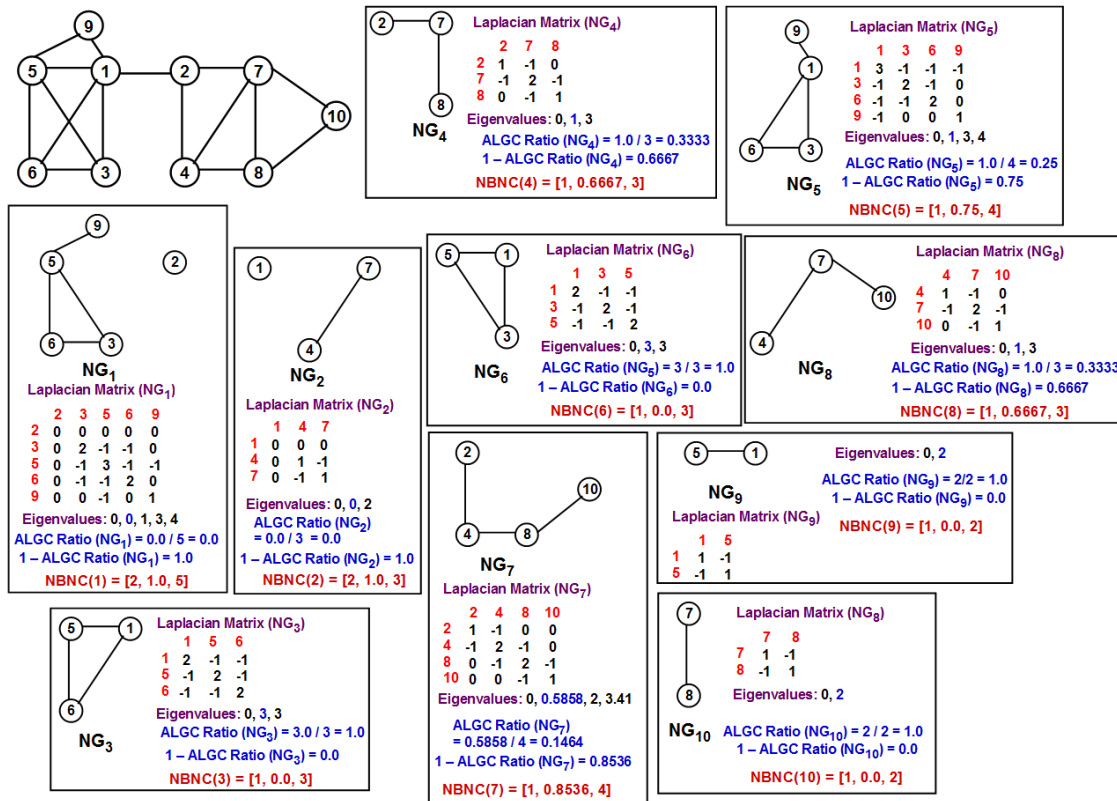 9
5
1
2
7
10
6
3
4
8
2
7
8
NG4
Laplacian Matrix (NG4)
2 7 8
2 1 -1 0
7 -1 2 -1
8 0 -1 1
Eigenvalues: 0, 1, 3
ALGC Ratio (NG4) = 1.0 / 3 = 0.3333
1 – ALGC Ratio (NG4) = 0.6667
NBNC(4) = [1, 0.6667, 3]
9
1
6
3
NG5
Laplacian Matrix (NG5)
1 3 6 9
1 3 -1 -1 -1
3 -1 2 -1 0
6 -1 -1 2 0
9 -1 0 0 1
Eigenvalues: 0, 1, 3, 4
ALGC Ratio (NG5) = 1.0 / 4 = 0.25
1 – ALGC Ratio (NG5) = 0.75
NBNC(5) = [1, 0.75, 4]
9
5
2
6
3
NG1
Laplacian Matrix (NG1)
2 3 5 6 9
2 0 0 0 0 0
3 0 2 -1 -1 0
5 0 -1 3 -1 -1
6 0 -1 -1 2 0
9 0 0 -1 0 1
Eigenvalues: 0, 0, 1, 3, 4
ALGC Ratio (NG1) = 0.0 / 5 = 0.0
1 – ALGC Ratio (NG1) = 1.0
NBNC(1) = [2, 1.0, 5]
1
7
4
NG2
Laplacian Matrix (NG2)
1 4 7
1 0 0 0
4 0 1 -1
7 0 -1 1
Eigenvalues: 0, 0, 2
ALGC Ratio (NG2)
= 0.0 / 3 = 0.0
1 – ALGC Ratio (NG2) = 1.0
NBNC(2) = [2, 1.0, 3]
5
1
3
NG6
Laplacian Matrix (NG6)
1 3 5
1 2 -1 -1
3 -1 2 -1
5 -1 -1 2
Eigenvalues: 0, 3, 3
ALGC Ratio (NG5) = 3 / 3 = 1.0
1 – ALGC Ratio (NG6) = 0.0
NBNC(6) = [1, 0.0, 3]
7
10
4
NG8
Laplacian Matrix (NG8)
4 7 10
4 1 -1 0
7 -1 2 -1
10 0 -1 1
Eigenvalues: 0, 1, 3
ALGC Ratio (NG8) = 1.0 / 3 = 0.3333
1 – ALGC Ratio (NG8) = 0.6667
NBNC(8) = [1, 0.6667, 3]
2
10
4
8
NG7
Laplacian Matrix (NG7)
2 4 8 10
2 1 -1 0 0
4 -1 2 -1 0
8 0 -1 2 -1
10 0 0 -1 1
Eigenvalues: 0, 0.5858, 2, 3.41
ALGC Ratio (NG7)
= 0.5858 / 4 = 0.1464
1 – ALGC Ratio (NG7) = 0.8536
NBNC(7) = [1, 0.8536, 4]
5
1
NG9
Laplacian Matrix (NG9)
1 5
1 1 -1
5 -1 1
Eigenvalues: 0, 2
ALGC Ratio (NG9) = 2/2 = 1.0
1 – ALGC Ratio (NG9) = 0.0
NBNC(9) = [1, 0.0, 2]
5
1
6
NG3
Laplacian Matrix (NG3)
1 5 6
1 2 -1 -1
5 -1 2 -1
6 -1 -1 2
Eigenvalues: 0, 3, 3
ALGC Ratio (NG3) = 3.0 / 3 = 1.0
1 – ALGC Ratio (NG3) = 0.0
NBNC(3) = [1, 0.0, 3]
7
8
NG10
Laplacian Matrix (NG8)
7 8
7 1 -1
8 -1 1
Eigenvalues: 0, 2
ALGC Ratio (NG10) = 2 / 2 = 1.0
1 – ALGC Ratio (NG10) = 0.0
NBNC(10) = [1, 0.0, 2]